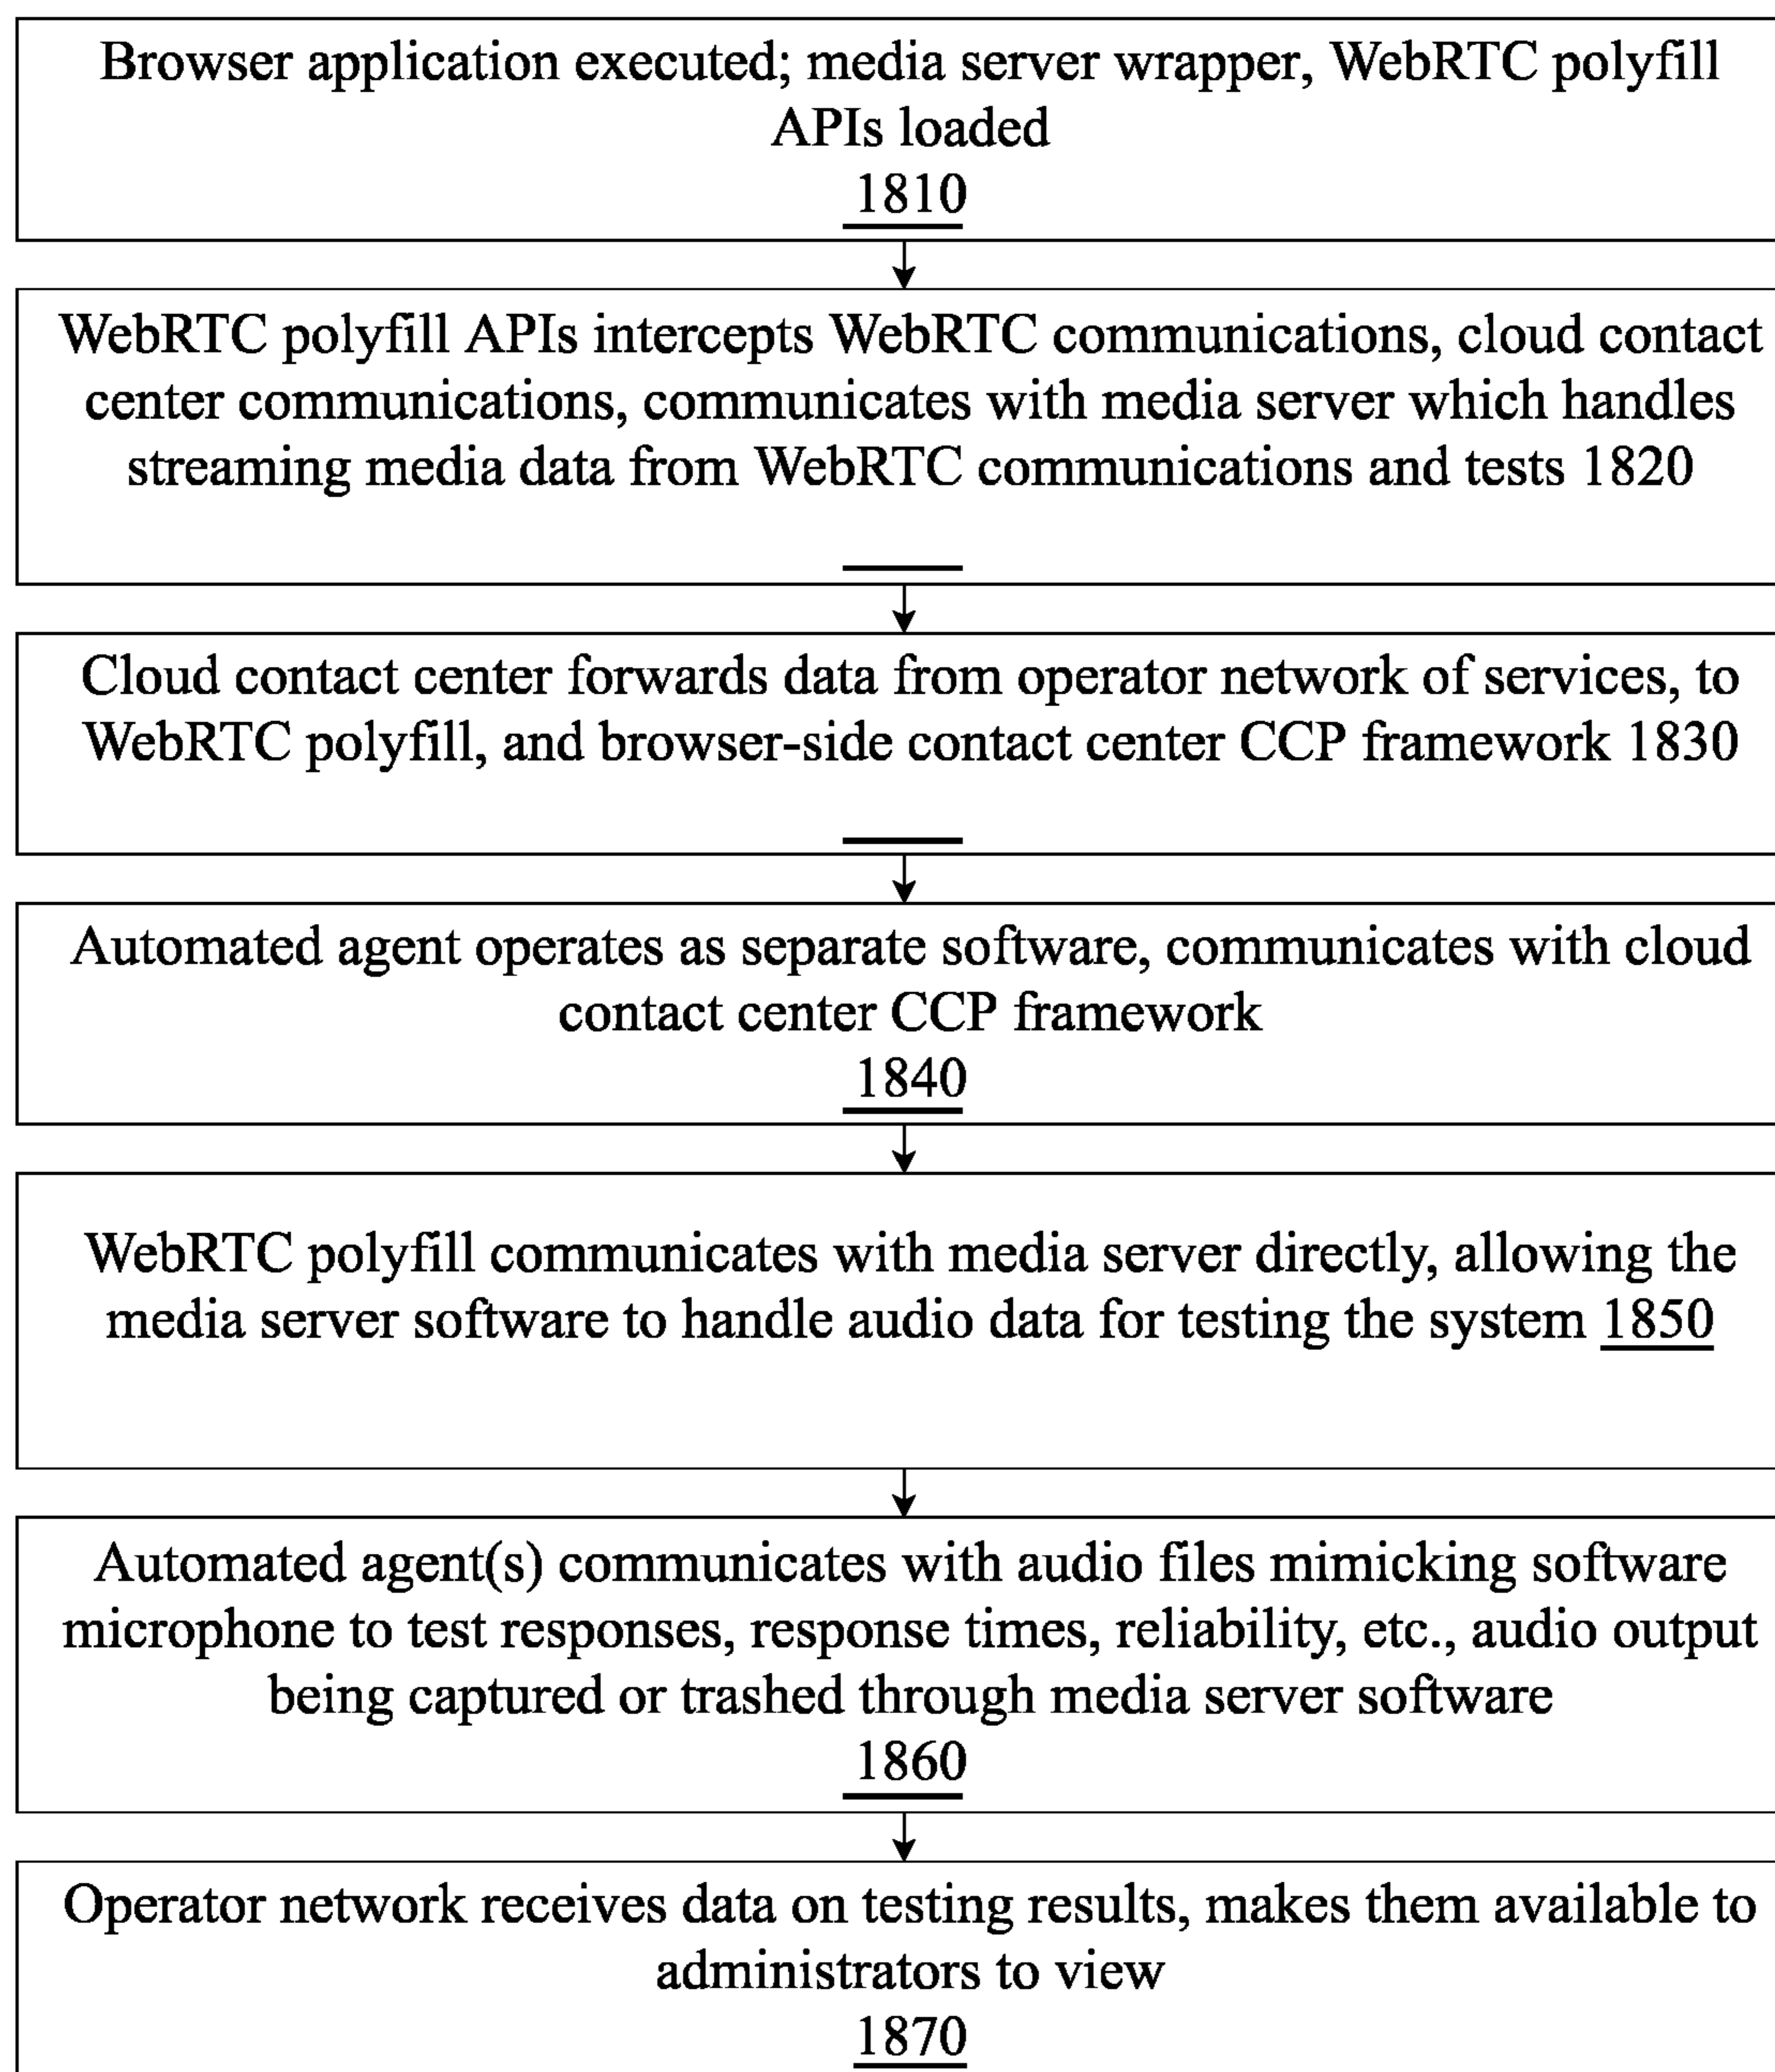 Browser application executed; media server wrapper, WebRTC polyfill
APIs loaded
1810
WebRTC polyfill APIs intercepts WebRTC communications, cloud contact
center communications, communicates with media server which handles
streaming media data from WebRTC communications and tests 1820
Cloud contact center forwards data from operator network of services, to
WebRTC polyfill, and browser-side contact center CCP framework 1830
Automated agent operates as separate software, communicates with cloud
contact center CCP framework
1840
WebRTC polyfill communicates with media server directly, allowing the
media server software to handle audio data for testing the system 1850
Automated agent(s) communicates with audio files mimicking software
microphone to test responses, response times, reliability, etc., audio output
being captured or trashed through media server software
1860
Operator network receives data on testing results, makes them available to
administrators to view
1870